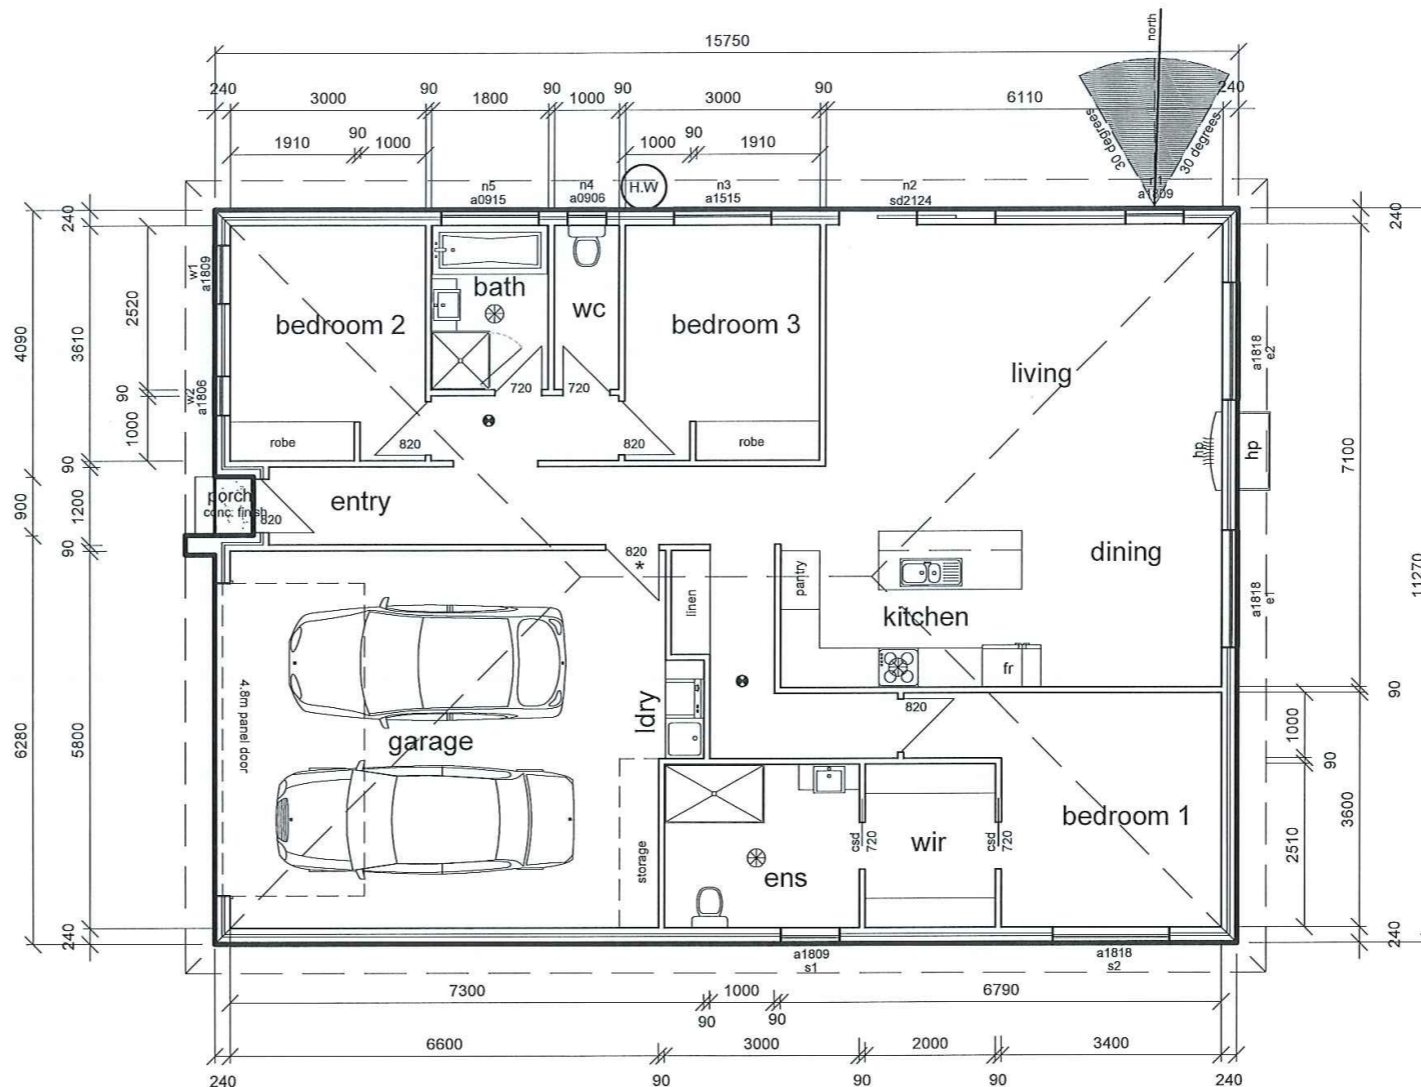 north
15750
240
3000
90
1800
90
1000
90
3000
90
6110
240
1910
90
1000
1000
90
1910
30 degrees
30 degrees
n5
a0915
n4
a0906
H.W
n3
a1515
n2
sd2124
n1
a1809
240
240
w1
a1809
bath
wc
bedroom 2
bedroom 3
living
2520
4090
3610
90
w2
a1806
1000
720
720
robe
820
820
robe
a1818
e2
hp
hp
7100
90
porch
conc. finish
entry
820
900
1200
90
820
*
linen
pantry
dining
kitchen
fr
a1818
e1
11270
4.8m panel door
garage
ldry
820
6280
5800
90
1000
90
3600
2510
storage
ens
csd
720
wir
csd
720
bedroom 1
240
240
a1809
s1
a1818
s2
7300
1000
6790
90
90
6600
3000
2000
3400
240
90
90
90
240